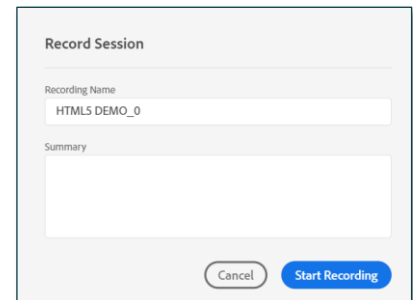 Record Session
Recording Name
HTML5 DEMO_0
Summary
Cancel
Start Recording